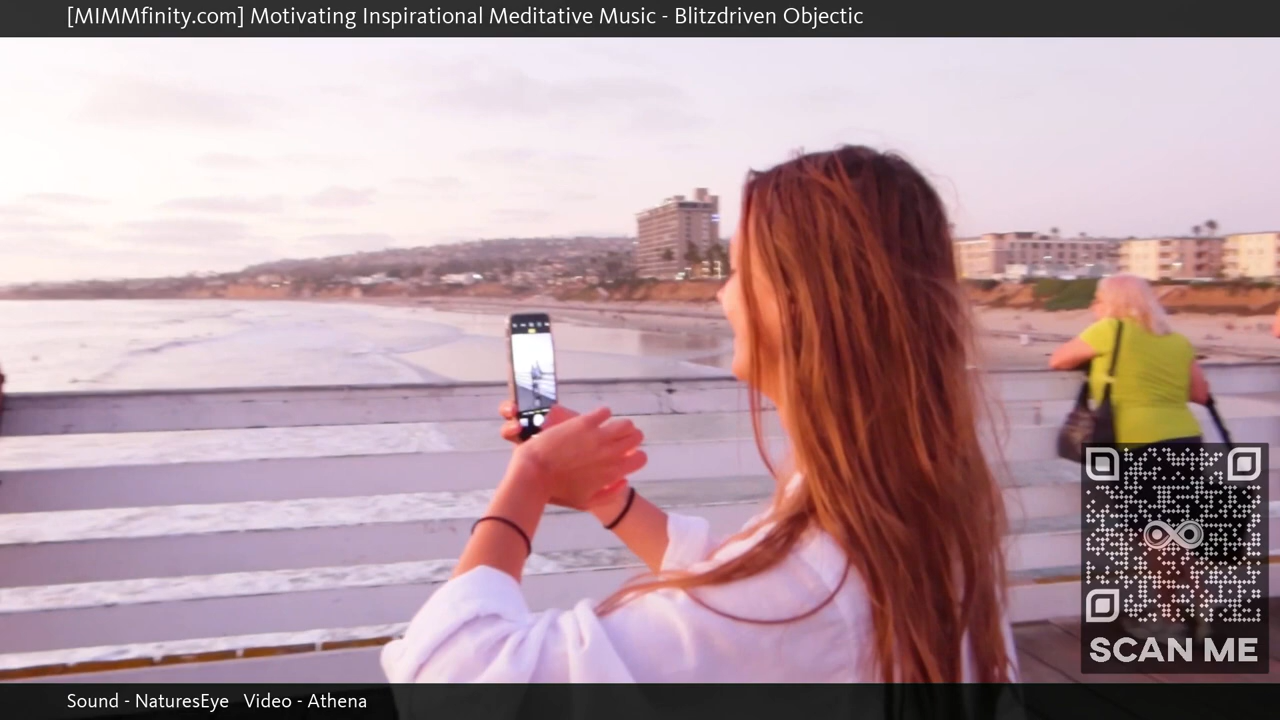 [MIMMfinity.com] Motivating Inspirational Meditative Music - Blitzdriven Objectic
SCAN ME
Sound - NaturesEye   Video - Athena